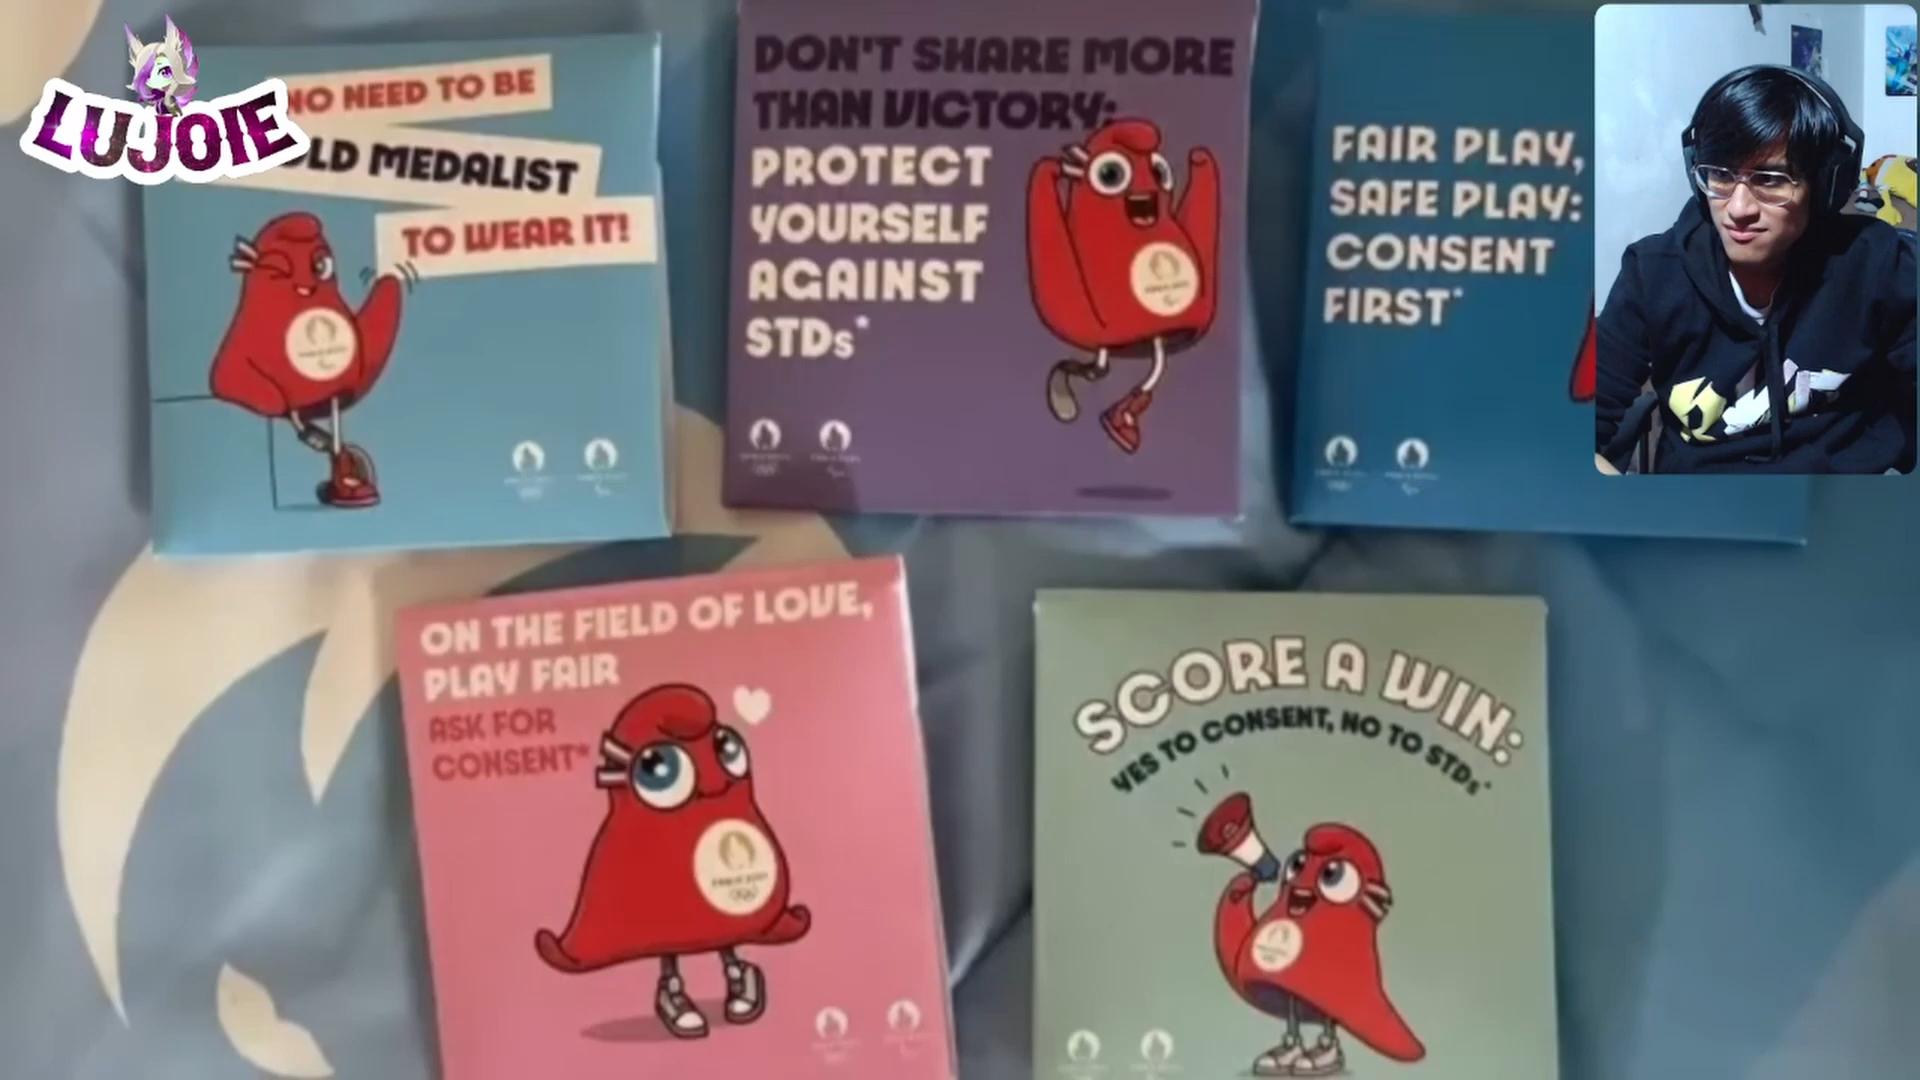 LUJOIE
NO NEED TO BE
OLD MEDALIST
TO WEAR IT!
DON'T SHARE MORE
THAN VICTORY:
PROTECT
YOURSELF
AGAINST
STDs*
FAIR PLAY,
SAFE PLAY:
CONSENT
FIRST*
ON THE FIELD OF LOVE,
PLAY FAIR
ASK FOR
CONSENT*
SCORE A WIN:
YES TO CONSENT, NO TO STDs*